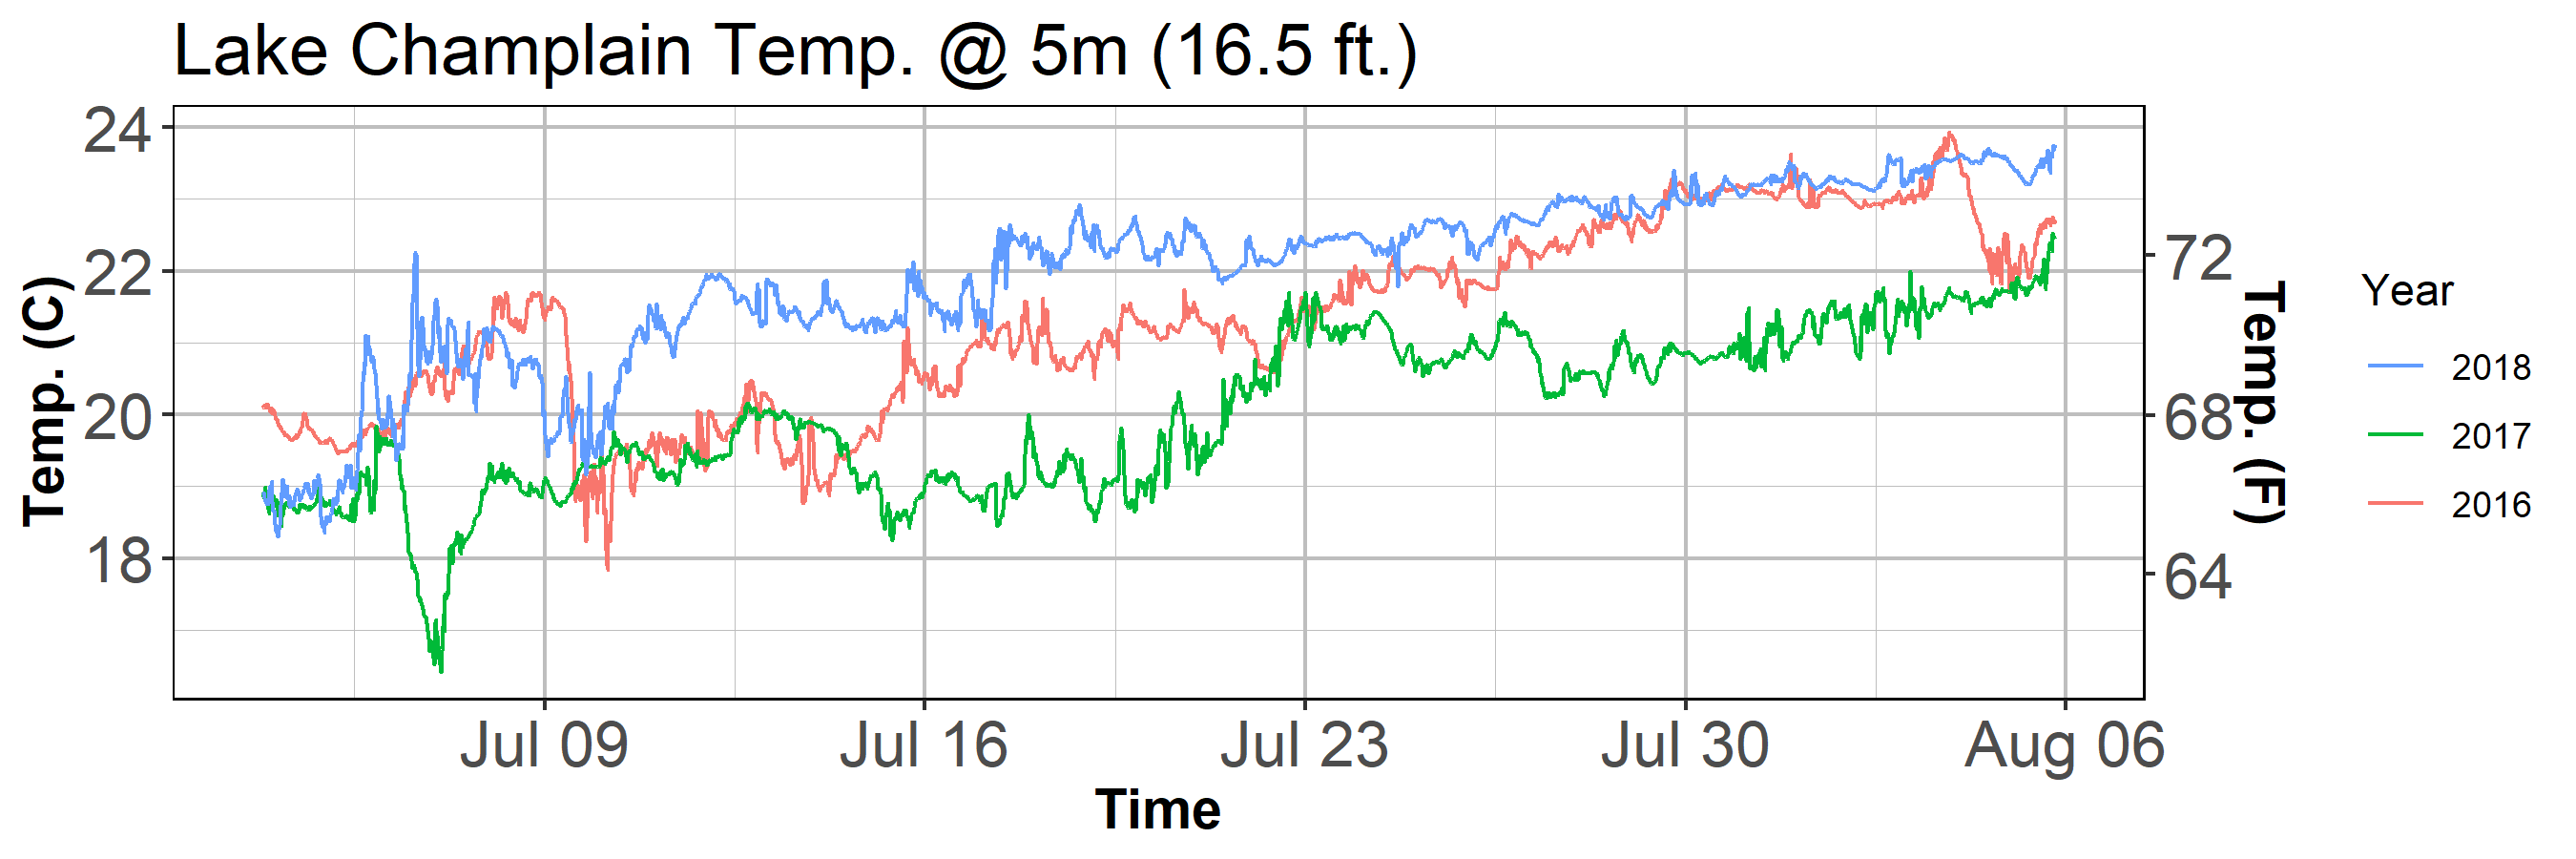 Lake Champlain Temp. @ 5m (16.5 ft.)
Temp. (C)
24
22
20
18
72
68
64
Temp. (F)
Jul 09
Jul 16
Jul 23
Jul 30
Aug 06
Time
Year
2018
2017
2016